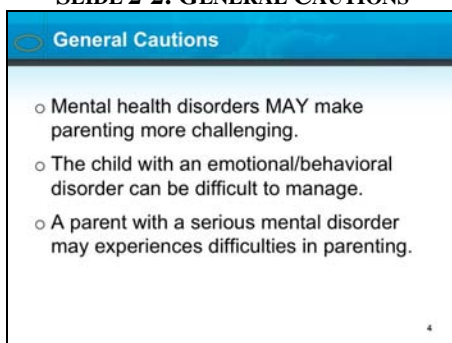 SLIDE 2-2: GENERAL CAUTIONS
General Cautions
o Mental health disorders MAY make
parenting more challenging.
o The child with an emotional/behavioral
disorder can be difficult to manage.
o A parent with a serious mental disorder
may experiences difficulties in parenting.
4